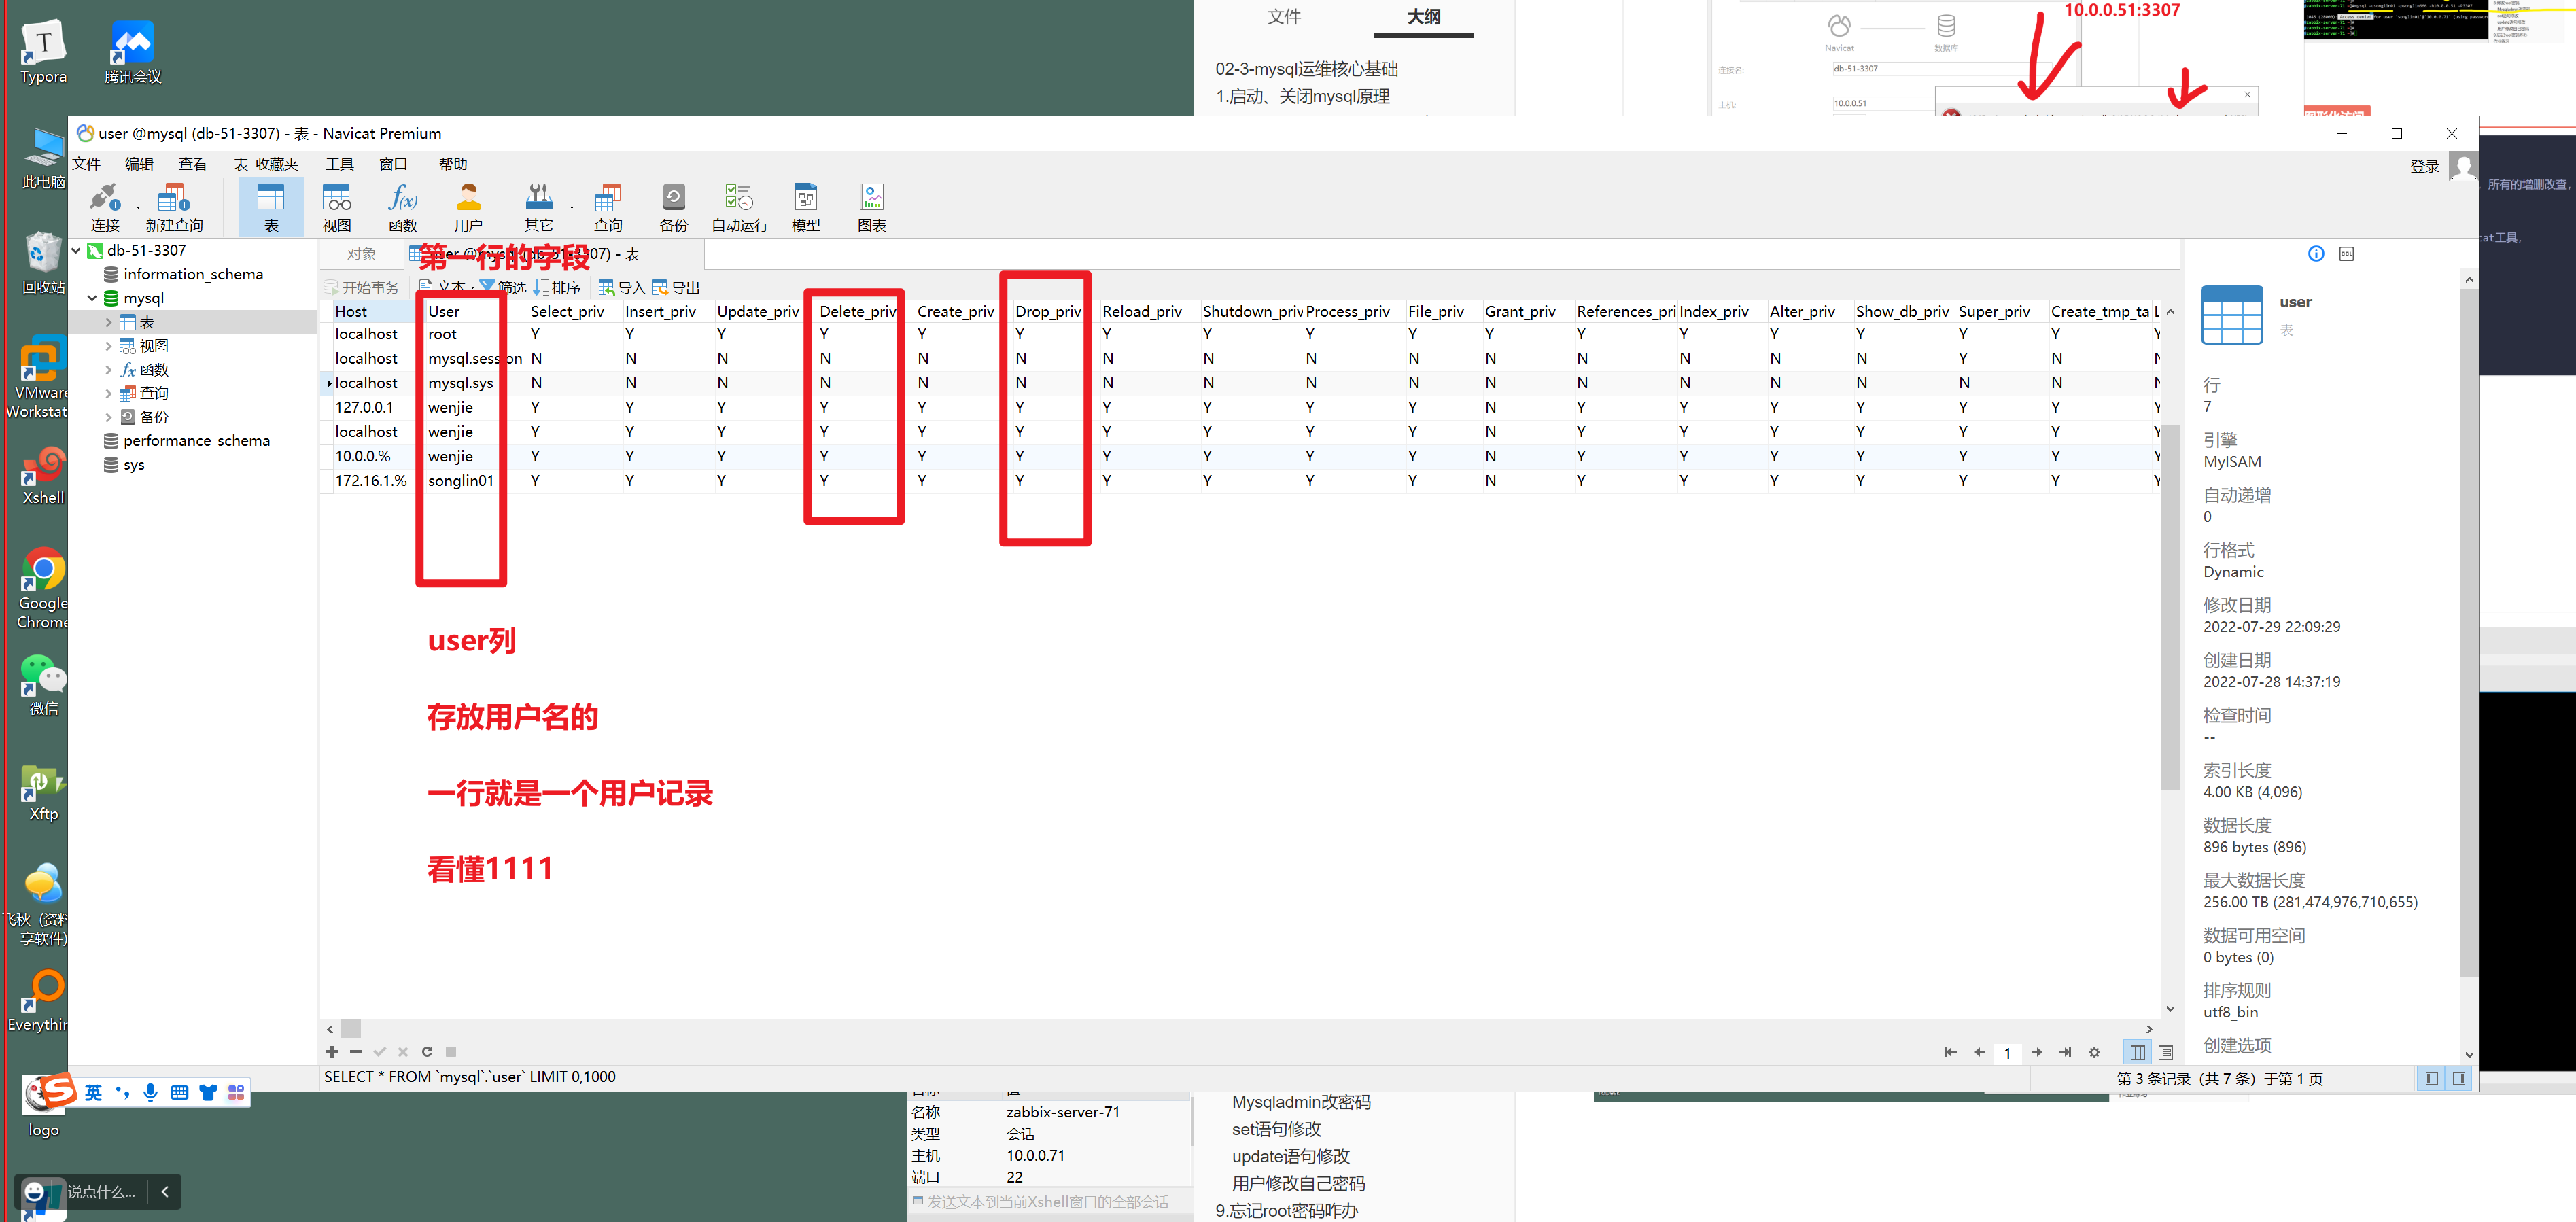 Typora
腾讯会议
此电脑
回收站
VMware
Workstat
Xshell
Google
Chrome
微信
Xftp
飞秋（资料
享软件)
Everythin
logo
英
说点什么...
文件 大纲
02-3-mysql运维核心基础
1.启动、关闭mysql原理
Navicat 数据库
连接名: db-51-3307
主机: 10.0.0.51
10.0.0.51:3307
所有的增删改查,
cat工具,
user @mysql (db-51-3307) - 表 - Navicat Premium
文件 编辑 查看 表 收藏夹 工具 窗口 帮助 登录
连接 新建查询 表 视图 函数 用户 其它 查询 备份 自动运行 模型 图表
db-51-3307
information_schema
mysql
表
视图
函数
查询
备份
performance_schema
sys
对象 user @mysql (db-51-3307) - 表
第一行的字段
开始事务 文本 筛选 排序 导入 导出
Host User Select_priv Insert_priv Update_priv Delete_priv Create_priv Drop_priv Reload_priv Shutdown_priv Process_priv File_priv Grant_priv References_pri Index_priv Alter_priv Show_db_priv Super_priv Create_tmp_ta L
localhost root Y Y Y Y Y Y Y Y Y Y Y Y Y Y Y Y Y Y
localhost mysql.session N N N N N N N N N N N N N N N Y N N
localhost mysql.sys N N N N N N N N N N N N N N N N N N
127.0.0.1 wenjie Y Y Y Y Y Y Y Y Y Y N Y Y Y Y Y Y Y
localhost wenjie Y Y Y Y Y Y Y Y Y Y N Y Y Y Y Y Y Y
10.0.0.% wenjie Y Y Y Y Y Y Y Y Y Y N Y Y Y Y Y Y Y
172.16.1.% songlin01 Y Y Y Y Y Y Y Y Y Y N Y Y Y Y Y Y Y
user列
存放用户名的
一行就是一个用户记录
看懂1111
1
SELECT * FROM `mysql`.`user` LIMIT 0,1000
第 3 条记录（共 7 条）于第 1 页
DDL
user
表
行
7
引擎
MyISAM
自动递增
0
行格式
Dynamic
修改日期
2022-07-29 22:09:29
创建日期
2022-07-28 14:37:19
检查时间
--
索引长度
4.00 KB (4,096)
数据长度
896 bytes (896)
最大数据长度
256.00 TB (281,474,976,710,655)
数据可用空间
0 bytes (0)
排序规则
utf8_bin
创建选项
名称 zabbix-server-71
类型 会话
主机 10.0.0.71
端口 22
发送文本到当前Xshell窗口的全部会话
Mysqladmin改密码
set语句修改
update语句修改
用户修改自己密码
9.忘记root密码咋办